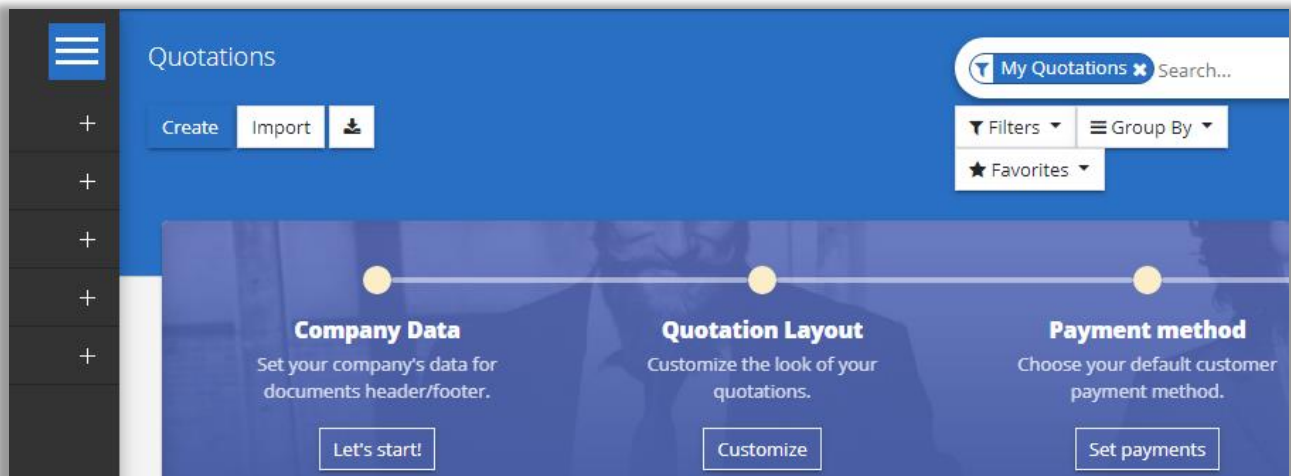 Quotations
My Quotations Search...
Create Import
Filters Group By
Favorites
Company Data
Set your company's data for
documents header/footer.
Let's start!
Quotation Layout
Customize the look of your
quotations.
Customize
Payment method
Choose your default customer
payment method.
Set payments